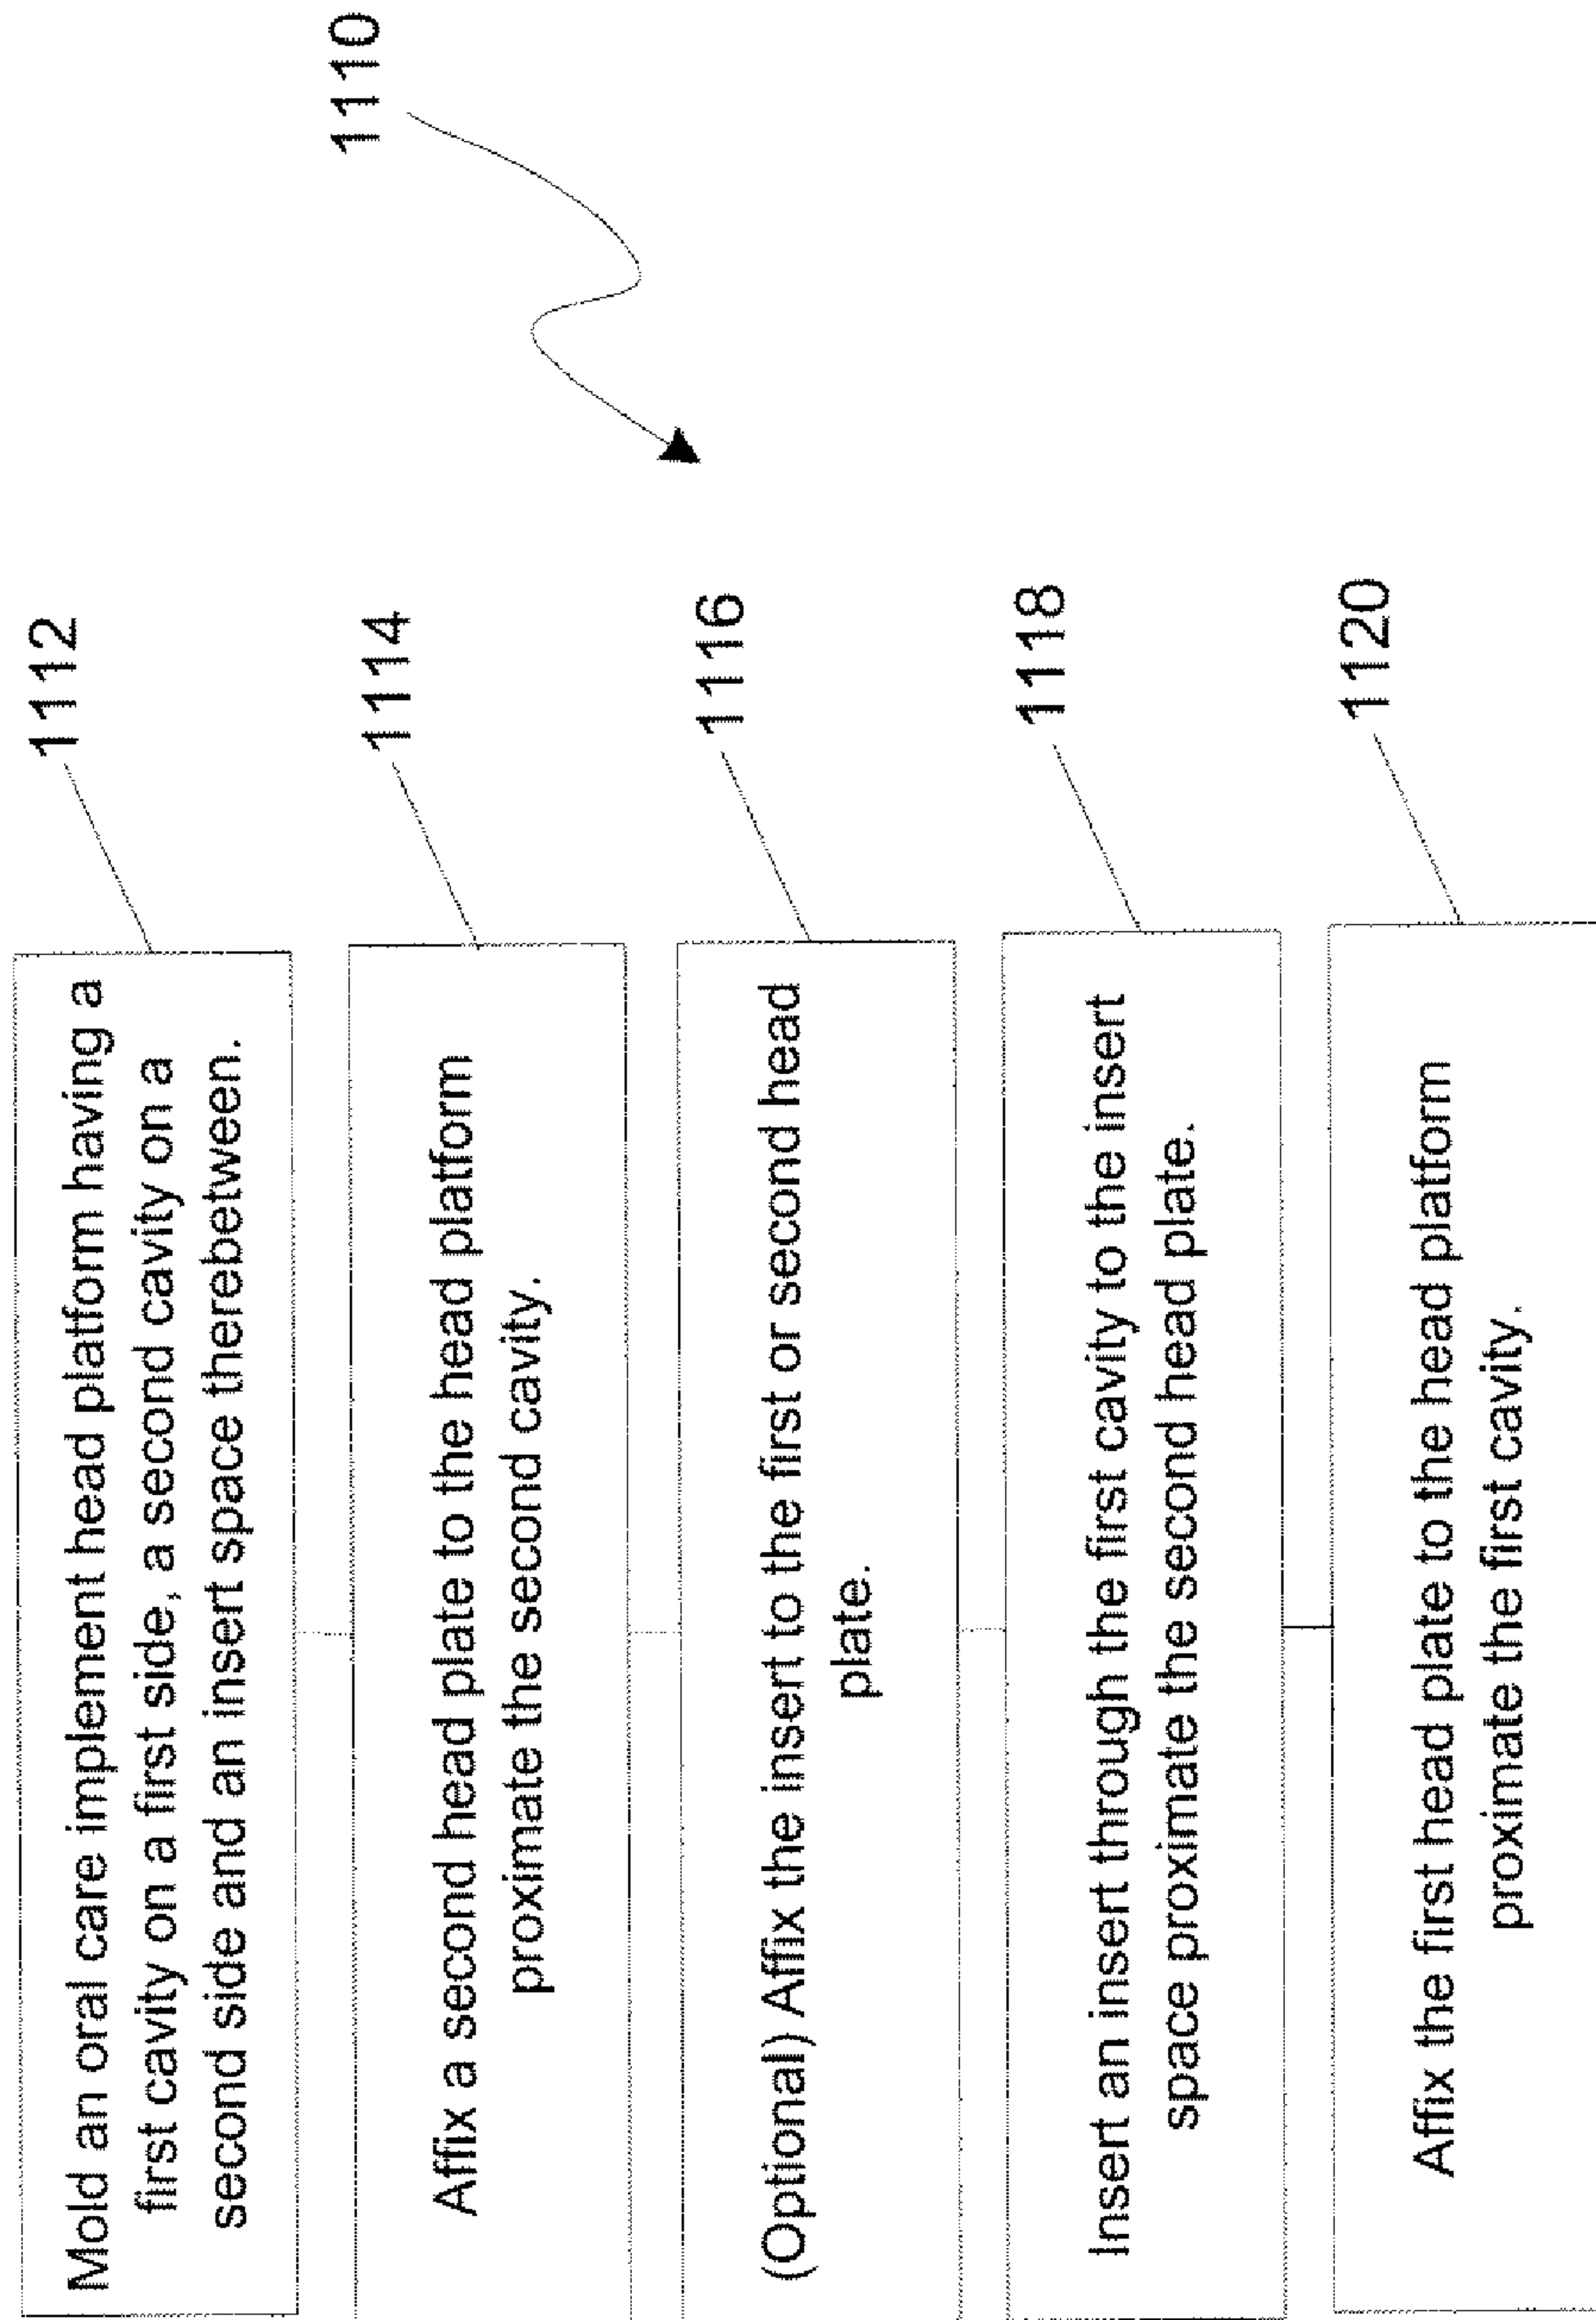 1110
Mold an oral care implement head platform having a
first cavity on a first side, a second cavity on a
second side and an insert space therebetween.
1112
Affix a second head plate to the head platform
proximate the second cavity.
1114
(Optional) Affix the insert to the first or second head
plate.
1116
Insert an insert through the first cavity to the insert
space proximate the second head plate.
1118
Affix the first head plate to the head platform
proximate the first cavity.
1120